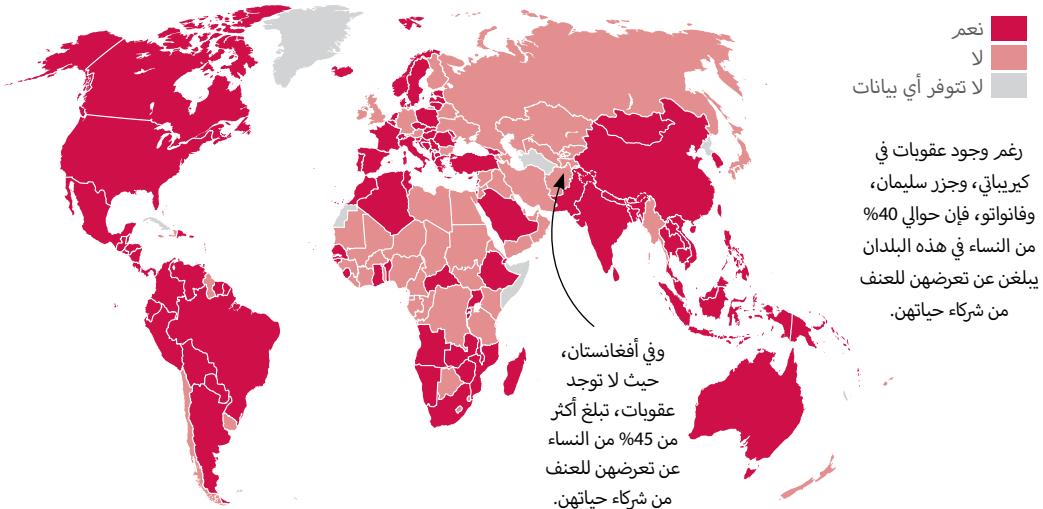 نعم
لا
لا تتوفر أي بيانات
رغم وجود عقوبات في
كيريباتي، وجزر سليمان،
وفانواتو، فإن حوالي 40%
من النساء في هذه البلدان
يبلغن عن تعرضهن للعنف
من شركاء حياتهن.
وفي أفغانستان،
حيث لا توجد
عقوبات، تبلغ أكثر
من 45% من النساء
عن تعرضهن للعنف
من شركاء حياتهن.